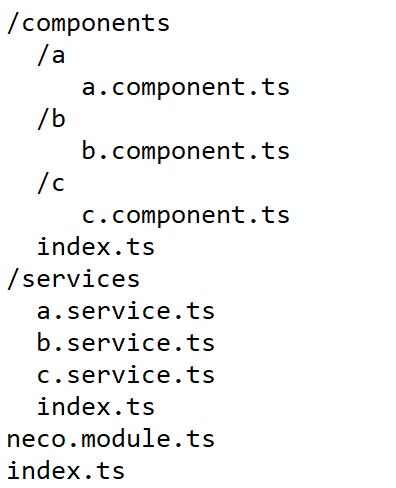 /components
  /a
     a.component.ts
  /b
     b.component.ts
  /c
     c.component.ts
  index.ts
/services
  a.service.ts
  b.service.ts
  c.service.ts
  index.ts
neco.module.ts
index.ts